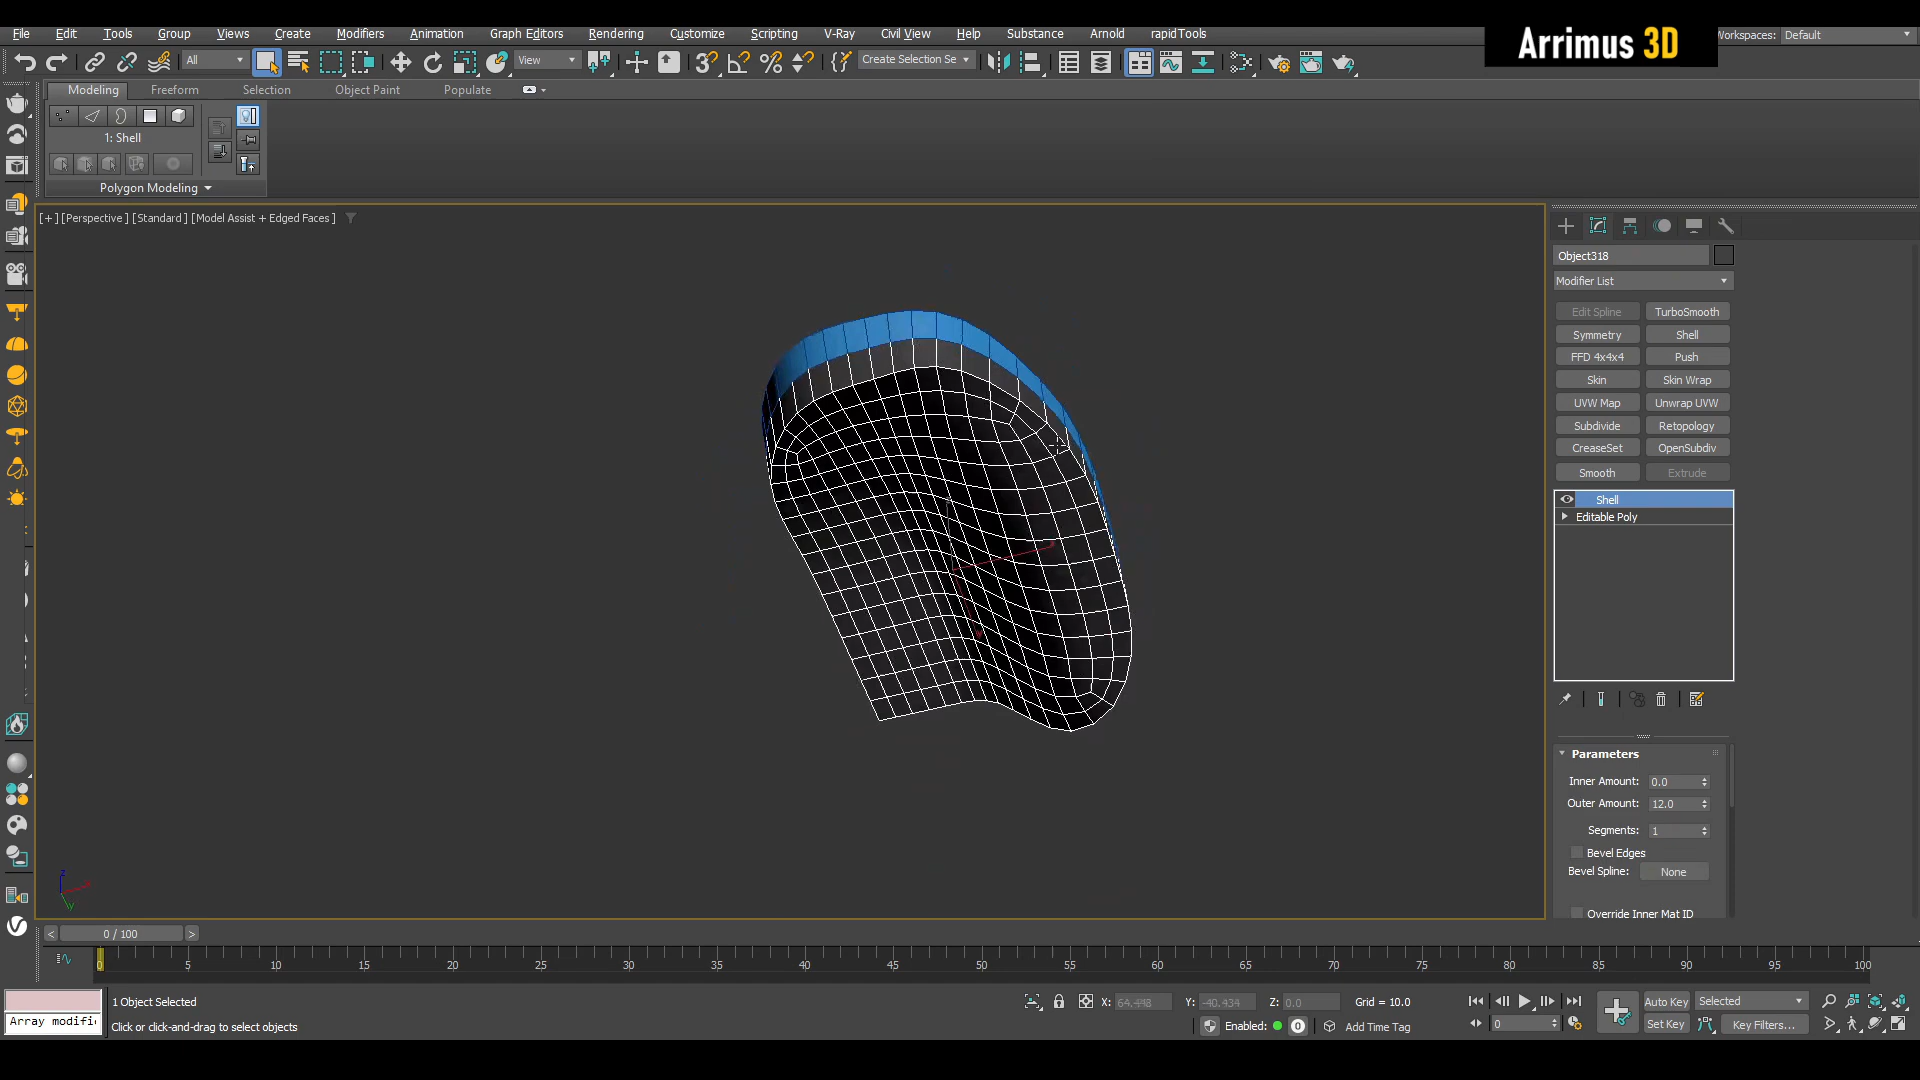 File Edit Tools Group Views Create Modifiers Animation Graph Editors Rendering Customize Scripting V-Ray Civil View Help Substance Arnold rapidTools
Arrimus 3D
Workspaces: Default
All
View
Create Selection Se
Modeling Freeform Selection Object Paint Populate
1: Shell
Polygon Modeling
[+] [Perspective] [Standard] [Model Assist + Edged Faces]
Object318
Modifier List
Edit Spline TurboSmooth
Symmetry Shell
FFD 4x4x4 Push
Skin Skin Wrap
UVW Map Unwrap UVW
Subdivide Retopology
CreaseSet OpenSubdiv
Smooth Extrude
Shell
Editable Poly
Parameters
Inner Amount: 0.0
Outer Amount: 12.0
Segments: 1
Bevel Edges
Bevel Spline: None
Override Inner Mat ID
z
y
< 0 / 100 >
0 5 10 15 20 25 30 35 40 45 50 55 60 65 70 75 80 85 90 95 100
1 Object Selected
X: 64.448 Y: -40.434 Z: 0.0 Grid = 10.0
Auto Key Selected
Array modifi
Click or click-and-drag to select objects
Enabled: 0 Add Time Tag
0
Set Key Key Filters...